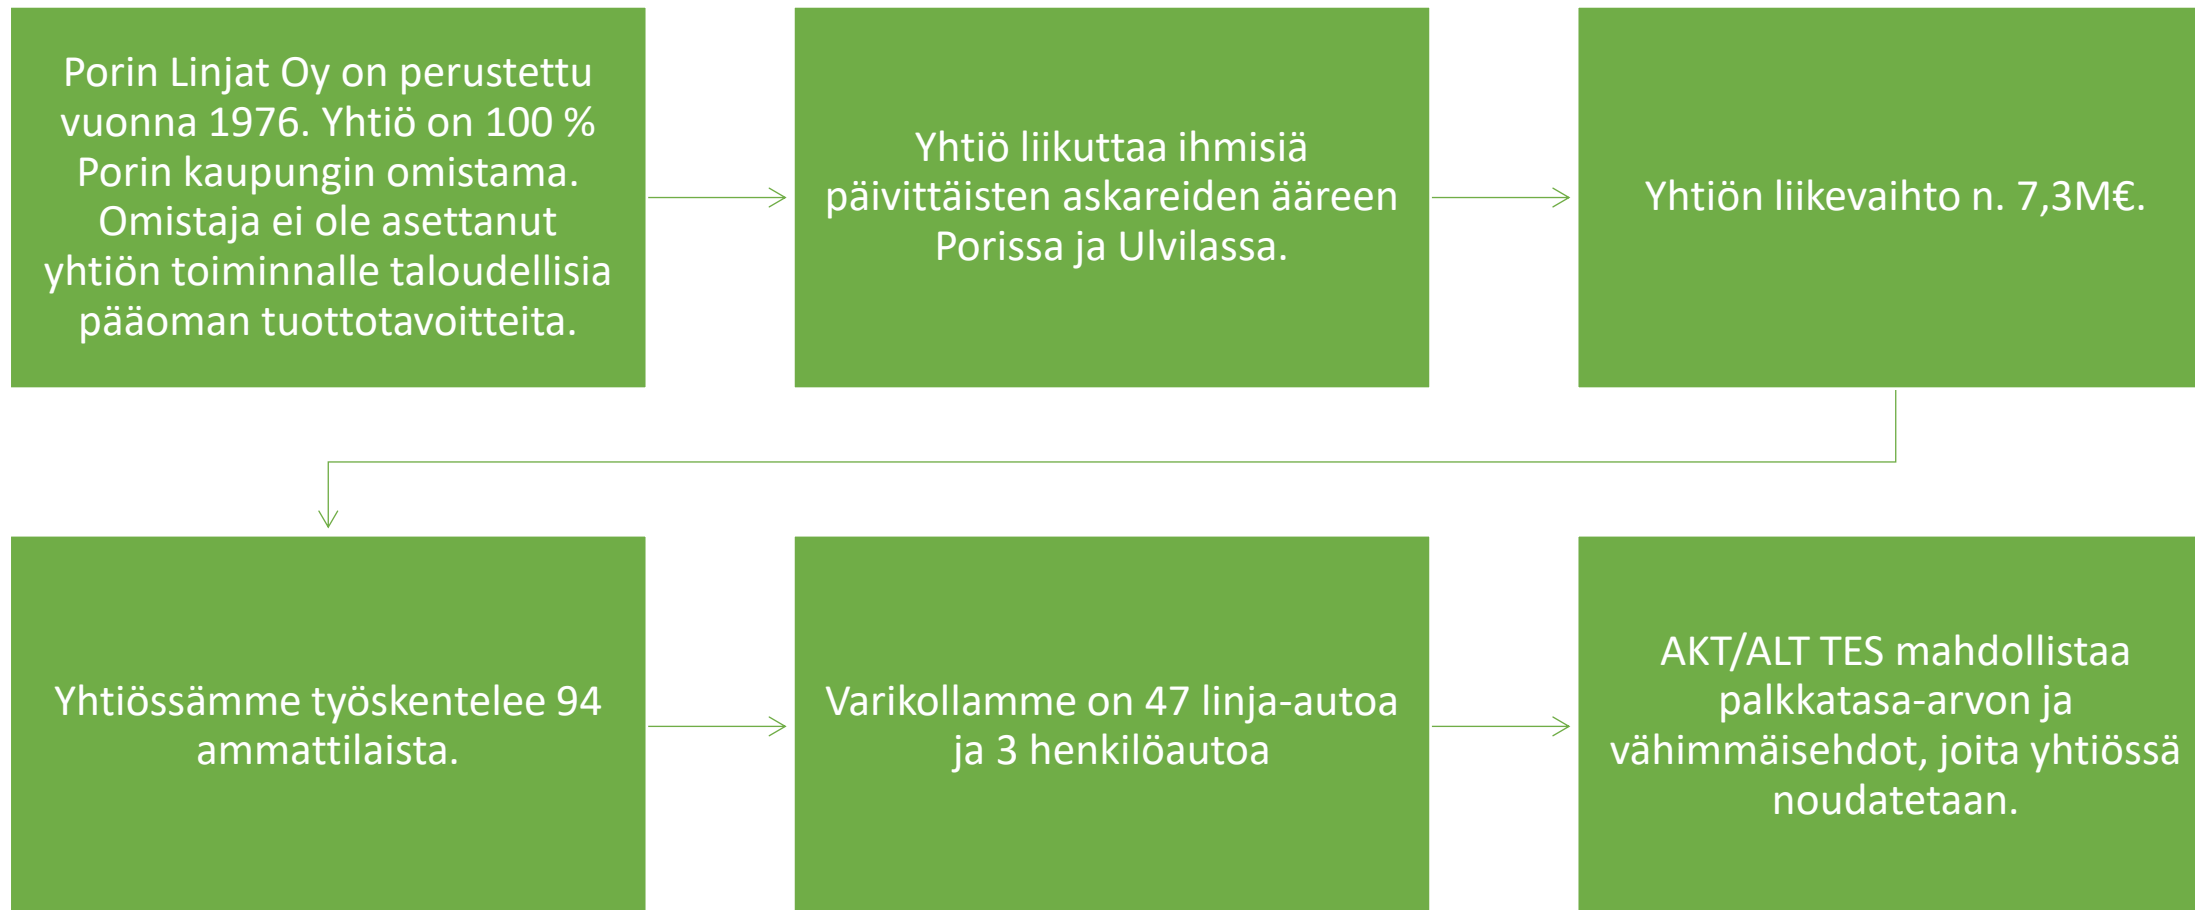 Porin Linjat Oy on perustettu
vuonna 1976. Yhtiö on 100 %
Porin kaupungin omistama.
Omistaja ei ole asettanut
yhtiön toiminnalle taloudellisia
pääoman tuottotavoitteita.
Yhtiö liikuttaa ihmisiä
päivittäisten askareiden ääreen
Porissa ja Ulvilassa.
Yhtiön liikevaihto n. 7,3M€.
Yhtiössämme työskentelee 94
ammattilaista.
Varikollamme on 47 linja-autoa
ja 3 henkilöautoa
AKT/ALT TES mahdollistaa
palkkatasa-arvon ja
vähimmäisehdot, joita yhtiössä
noudatetaan.